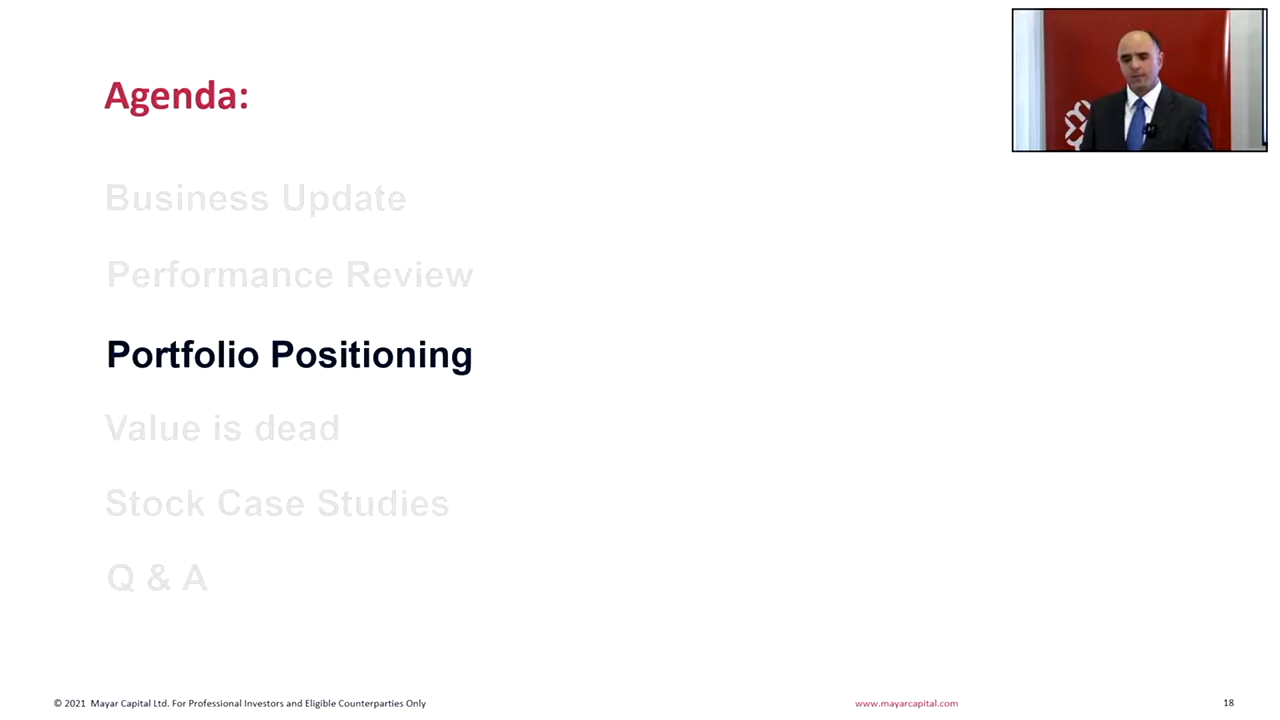 Agenda:
Business Update
Performance Review
Portfolio Positioning
Value is dead
Stock Case Studies
Q & A
© 2021 Mayar Capital Ltd. For Professional Investors and Eligible Counterparties Only
www.mayarcapital.com
18